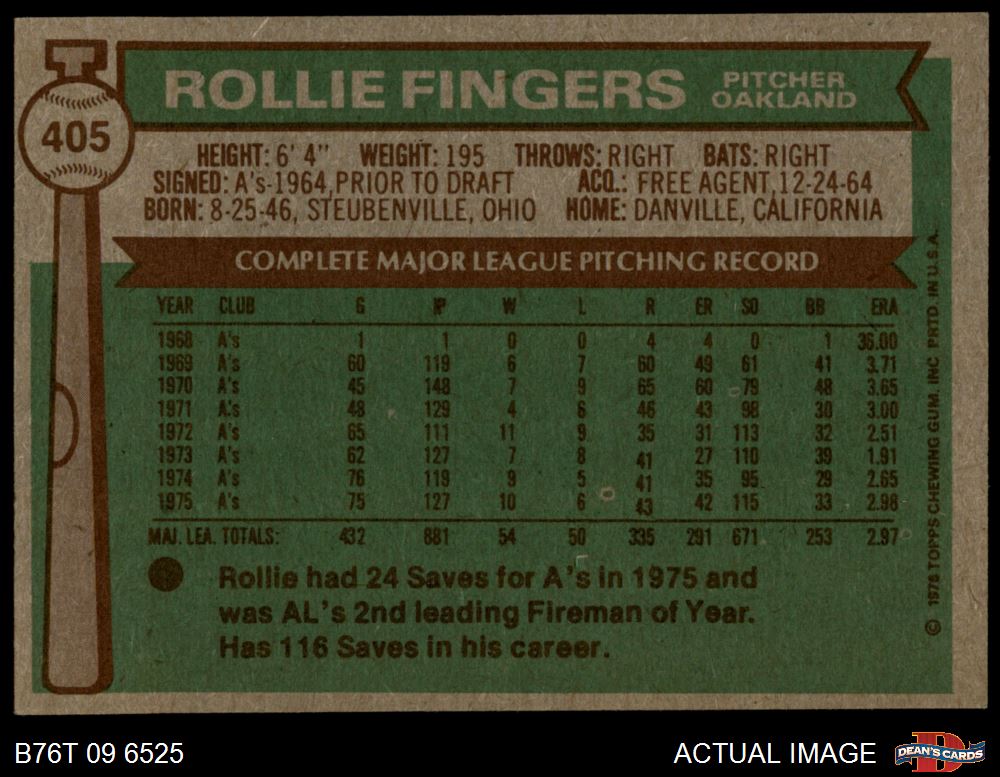 405
ROLLIE FINGERS
PITCHER
OAKLAND
HEIGHT: 6' 4" WEIGHT: 195 THROWS: RIGHT BATS: RIGHT
SIGNED: A's-1964, PRIOR TO DRAFT ACQ.: FREE AGENT, 12-24-64
BORN: 8-25-46, STEUBENVILLE, OHIO HOME: DANVILLE, CALIFORNIA
COMPLETE MAJOR LEAGUE PITCHING RECORD
YEAR CLUB G IP W L R ER SO BB ERA
1968 A's 1 1 0 0 4 4 0 1 36.00
1969 A's 60 119 6 7 60 49 61 41 3.71
1970 A's 45 148 7 9 65 60 79 48 3.65
1971 A's 48 129 4 6 46 43 98 30 3.00
1972 A's 65 111 11 9 35 31 113 32 2.51
1973 A's 62 127 7 8 41 27 110 39 1.91
1974 A's 76 119 9 5 41 35 95 29 2.65
1975 A's 75 127 10 6 43 42 115 33 2.98
MAJ. LEA. TOTALS: 432 881 54 50 335 291 671 253 2.97
Rollie had 24 Saves for A's in 1975 and
was AL's 2nd leading Fireman of Year.
Has 116 Saves in his career.
© 1976 TOPPS CHEWING GUM, INC PRTD. IN U.S.A.
B76T 09 6525
ACTUAL IMAGE
D
DEAN'S CARDS